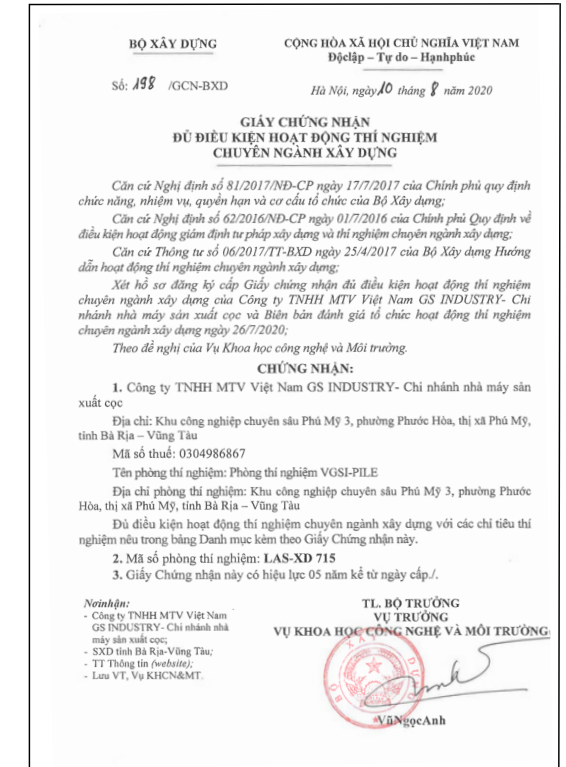 BỘ XÂY DỰNG
CỘNG HÒA XÃ HỘI CHỦ NGHĨA VIỆT NAM
Độclập – Tự do – Hạnhphúc
Số: 198 /GCN-BXD
Hà Nội, ngày 10 tháng 8 năm 2020
GIẤY CHỨNG NHẬN
ĐỦ ĐIỀU KIỆN HOẠT ĐỘNG THÍ NGHIỆM
CHUYÊN NGÀNH XÂY DỰNG
Căn cứ Nghị định số 81/2017/NĐ-CP ngày 17/7/2017 của Chính phủ quy định
chức năng, nhiệm vụ, quyền hạn và cơ cấu tổ chức của Bộ Xây dựng;
Căn cứ Nghị định số 62/2016/NĐ-CP ngày 01/7/2016 của Chính phủ Quy định về
điều kiện hoạt động giám định tư pháp xây dựng và thí nghiệm chuyên ngành xây dựng;
Căn cứ Thông tư số 06/2017/TT-BXD ngày 25/4/2017 của Bộ Xây dựng Hướng
dẫn hoạt động thí nghiệm chuyên ngành xây dựng;
Xét hồ sơ đăng ký cấp Giấy chứng nhận đủ điều kiện hoạt động thí nghiệm
chuyên ngành xây dựng của Công ty TNHH MTV Việt Nam GS INDUSTRY- Chi
nhánh nhà máy sản xuất cọc và Biên bản đánh giá tổ chức hoạt động thí nghiệm
chuyên ngành xây dựng ngày 26/7/2020;
Theo đề nghị của Vụ Khoa học công nghệ và Môi trường.
CHỨNG NHẬN:
1. Công ty TNHH MTV Việt Nam GS INDUSTRY- Chi nhánh nhà máy sản
xuất cọc
Địa chỉ: Khu công nghiệp chuyên sâu Phú Mỹ 3, phường Phước Hòa, thị xã Phú Mỹ,
tỉnh Bà Rịa – Vũng Tàu
Mã số thuế: 0304986867
Tên phòng thí nghiệm: Phòng thí nghiệm VGSI-PILE
Địa chỉ phòng thí nghiệm: Khu công nghiệp chuyên sâu Phú Mỹ 3, phường Phước
Hòa, thị xã Phú Mỹ, tỉnh Bà Rịa – Vũng Tàu
Đủ điều kiện hoạt động thí nghiệm chuyên ngành xây dựng với các chỉ tiêu thí
nghiệm nêu trong bảng Danh mục kèm theo Giấy Chứng nhận này.
2. Mã số phòng thí nghiệm: LAS-XD 715
3. Giấy Chứng nhận này có hiệu lực 05 năm kể từ ngày cấp./.
Nơinhận:
- Công ty TNHH MTV Việt Nam
GS INDUSTRY- Chi nhánh nhà
máy sản xuất cọc;
- SXD tỉnh Bà Rịa-Vũng Tàu;
- TT Thông tin (website);
- Lưu VT, Vụ KHCN&MT.
TL. BỘ TRƯỞNG
VỤ TRƯỞNG
VỤ KHOA HỌC CÔNG NGHỆ VÀ MÔI TRƯỜNG
BỘ XÂY DỰNG
VũNgọcAnh